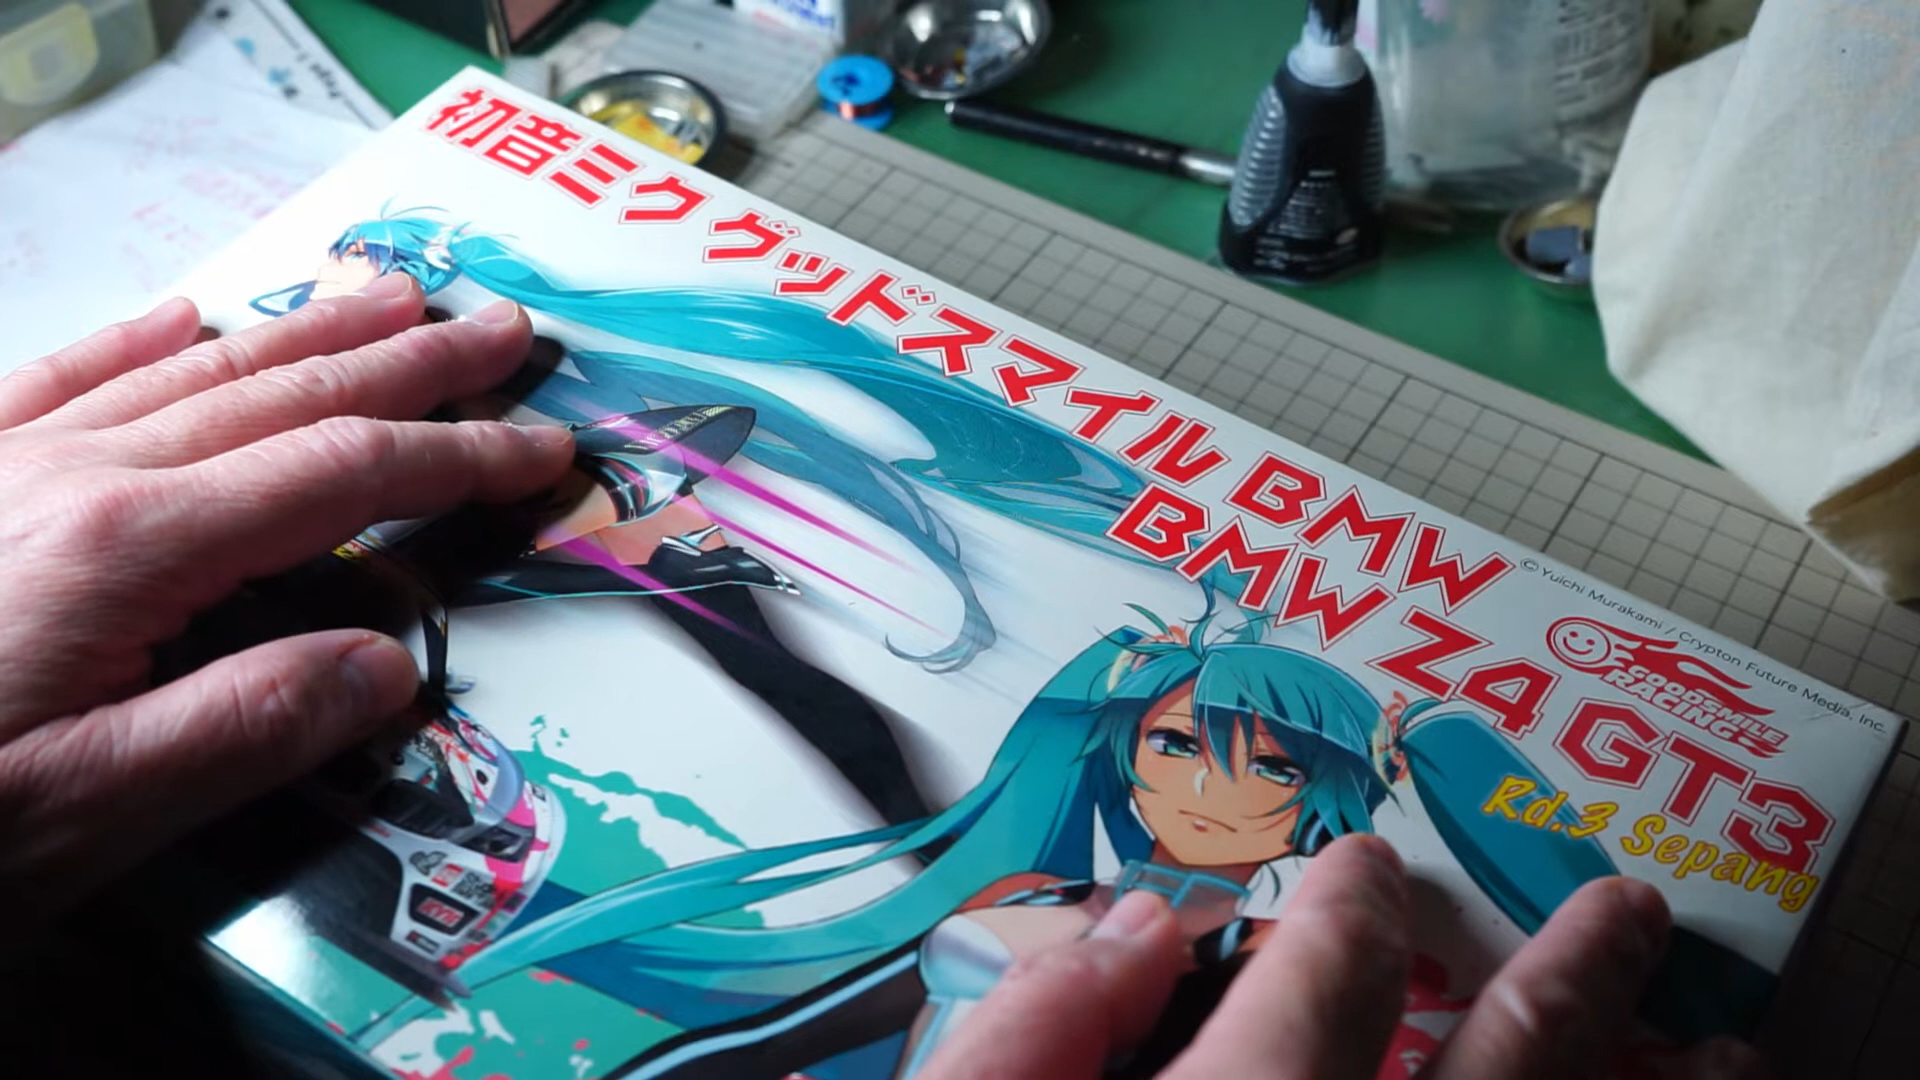 初音ミク グッドスマイル BMW
BMW Z4 GT3
Rd.3 Sepang
©Yuichi Murakami / Crypton Future Media, Inc.
GOODSMILE
RACING